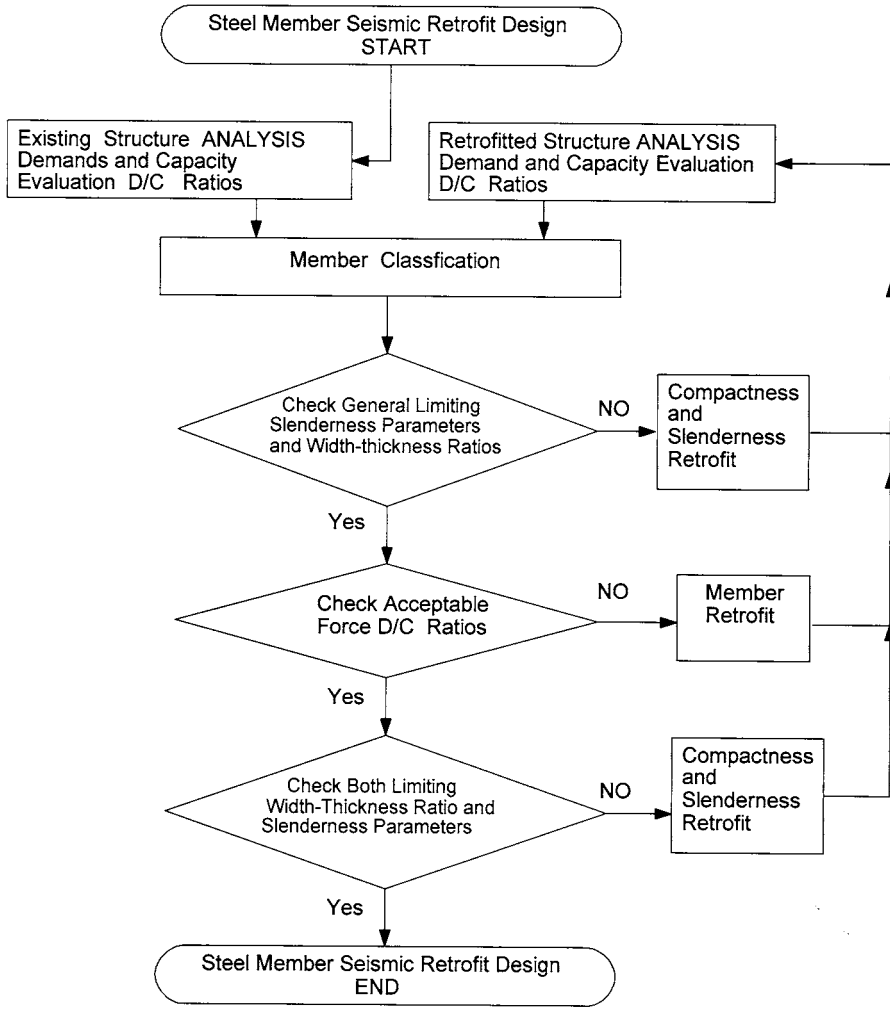 Steel Member Seismic Retrofit Design
START
Existing Structure ANALYSIS
Demands and Capacity
Evaluation D/C Ratios
Retrofitted Structure ANALYSIS
Demand and Capacity Evaluation
D/C Ratios
Member Classfication
Check General Limiting
Slenderness Parameters
and Width-thickness Ratios
NO
Compactness
and
Slenderness
Retrofit
Yes
Check Acceptable
Force D/C Ratios
NO
Member
Retrofit
Yes
Check Both Limiting
Width-Thickness Ratio and
Slenderness Parameters
NO
Compactness
and
Slenderness
Retrofit
Yes
Steel Member Seismic Retrofit Design
END